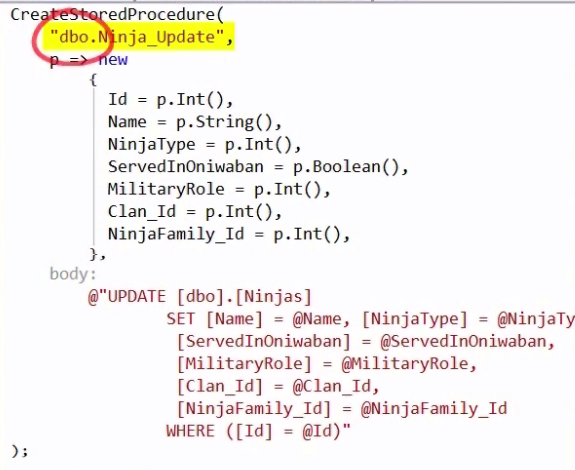 CreateStoredProcedure(
"dbo.Ninja_Update",
p => new
{
Id = p.Int(),
Name = p.String(),
NinjaType = p.Int(),
ServedInOniwaban = p.Boolean(),
MilitaryRole = p.Int(),
Clan_Id = p.Int(),
NinjaFamily_Id = p.Int(),
},
body:
@"UPDATE [dbo].[Ninjas]
SET [Name] = @Name, [NinjaType] = @NinjaTy
[ServedInOniwaban] = @ServedInOniwaban,
[MilitaryRole] = @MilitaryRole,
[Clan_Id] = @Clan_Id,
[NinjaFamily_Id] = @NinjaFamily_Id
WHERE ([Id] = @Id)"
);